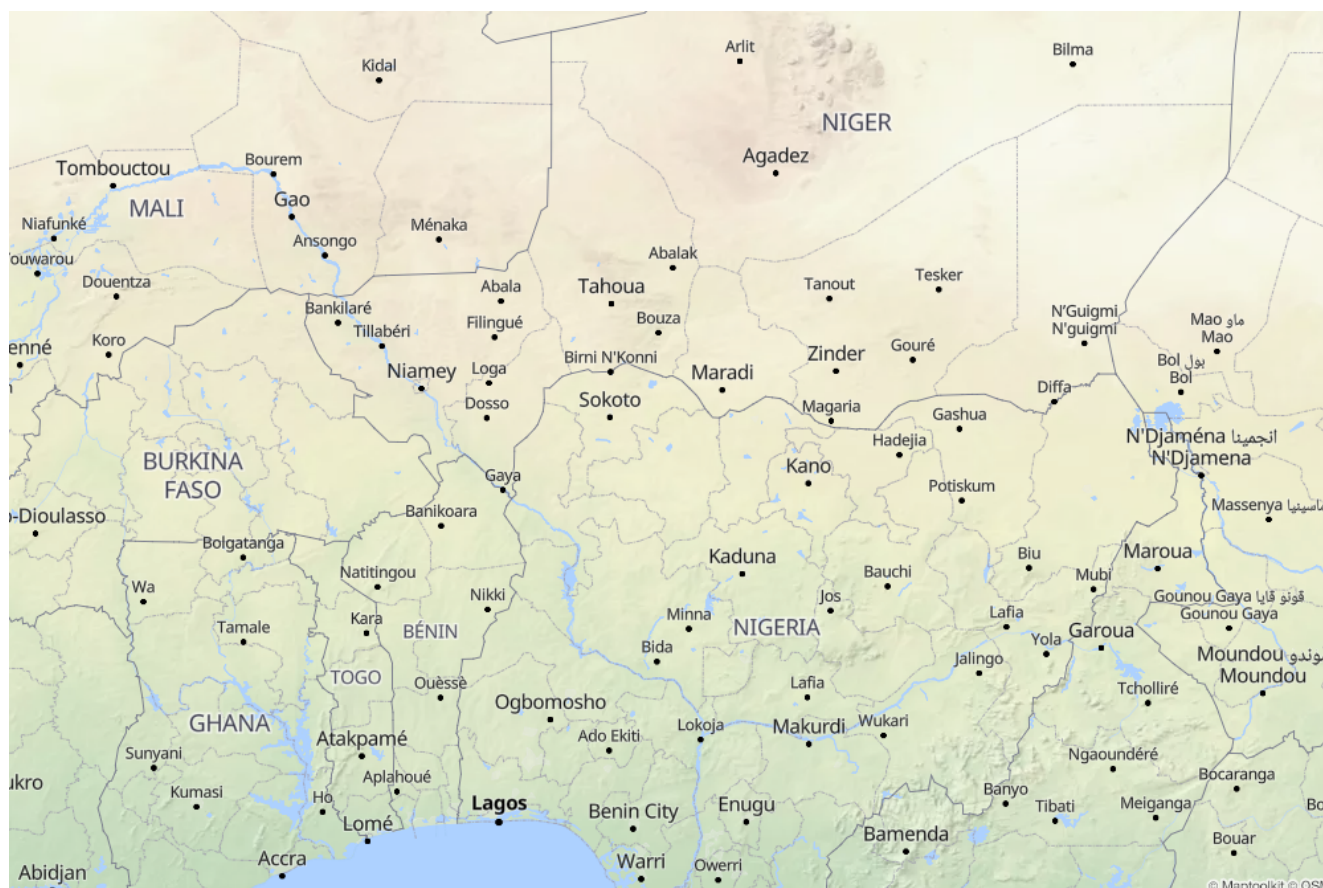 Arlit
Bilma
Kidal
NIGER
Agadez
Bourem
Tombouctou
Gao
MALI
Niafunké
Ménaka
Ansongo
Abalak
Douentza
Abala
Tahoua
Tanout
Tesker
Bankilaré
Filingué
Bouza
N'Guigmi
N'guigmi
Mao ماو
Mao
Tillabéri
Koro
Birni N'Konni
Zinder
Gouré
Bol بول
Bol
Niamey
Loga
Maradi
Diffa
Dosso
Sokoto
Magaria
Gashua
Hadejia
N'Djaména انجمينا
N'Djamena
BURKINA
FASO
Gaya
Kano
Potiskum
Massenya
Banikoara
Bolgatanga
Kaduna
Biu
Maroua
Natitingou
Bauchi
Mubi
Wa
Nikki
Jos
Gounou Gaya قونو قايا
Gounou Gaya
Kara
Minna
Lafia
Tamale
BÉNIN
NIGERIA
Garoua
Yola
Bida
Jalingo
Moundou
Moundou
TOGO
Ouèssè
Lafia
Tcholliré
Ogbomosho
GHANA
Lokoja
Makurdi
Wukari
Atakpamé
Ado Ekiti
Sunyani
Ngaoundéré
Aplahoué
Bocaranga
Kumasi
Ho
Lagos
Benin City
Enugu
Banyo
Tibati
Meiganga
Lomé
Bamenda
Bouar
Accra
Warri
Owerri
Abidjan
© Maptoolkit © OSM